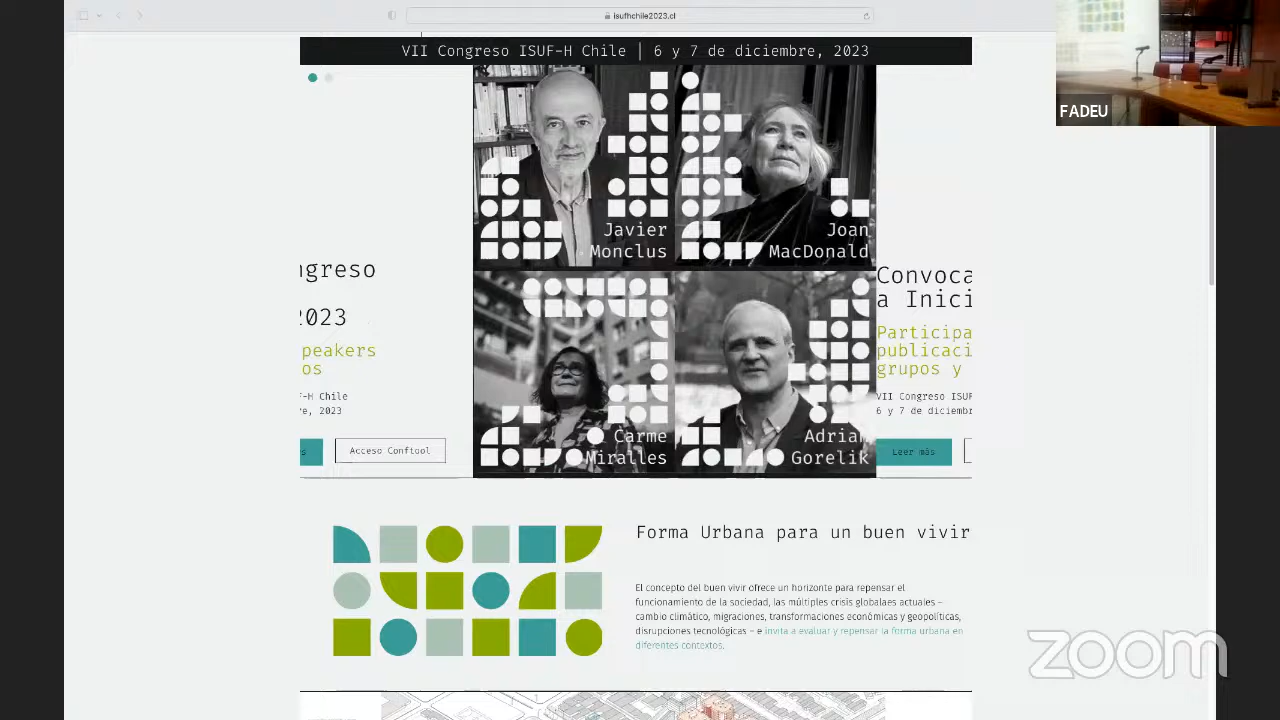 isufhchile2023.cl
VII Congreso ISUF-H Chile | 6 y 7 de diciembre, 2023
FADEU
Javier
Monclus
Joan
MacDonald
ngreso
2023
peakers
os
F-H Chile
re, 2023
Acceso Conftool
Carme
Miralles
Adrian
Gorelik
Convoca
a Inici
Participa
publicaci
grupos y
VII Congreso ISUF
6 y 7 de diciemb
Leer más
Forma Urbana para un buen vivir
El concepto del buen vivir ofrece un horizonte para repensar el
funcionamiento de la sociedad, las múltiples crisis globalaes actuales –
cambio climático, migraciones, transformaciones económicas y geopolíticas,
disrupciones tecnológicas – e invita a evaluar y repensar la forma urbana en
diferentes contextos.
zoom